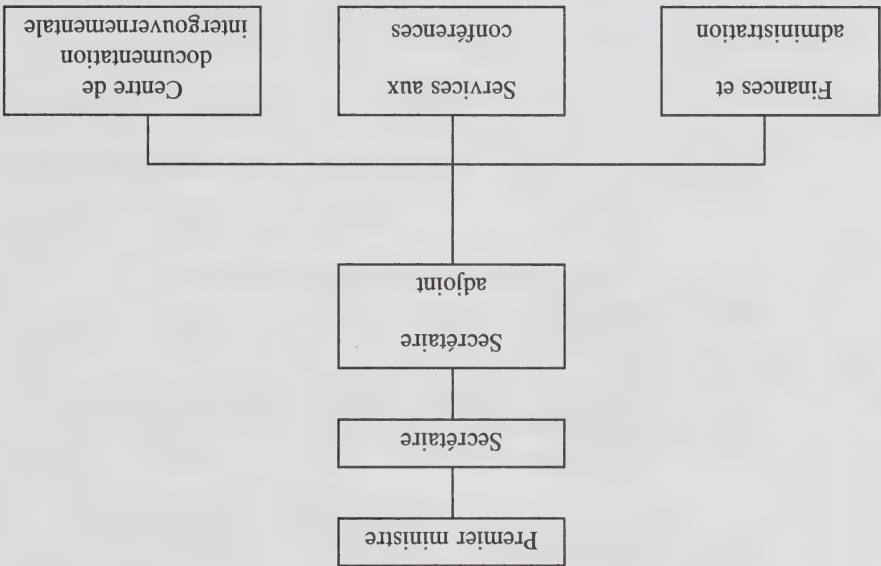 Premier ministre
Secrétaire
Secrétaire
adjoint
Finances et
administration
Services aux
conférences
Centre de
documentation
intergouvernementale